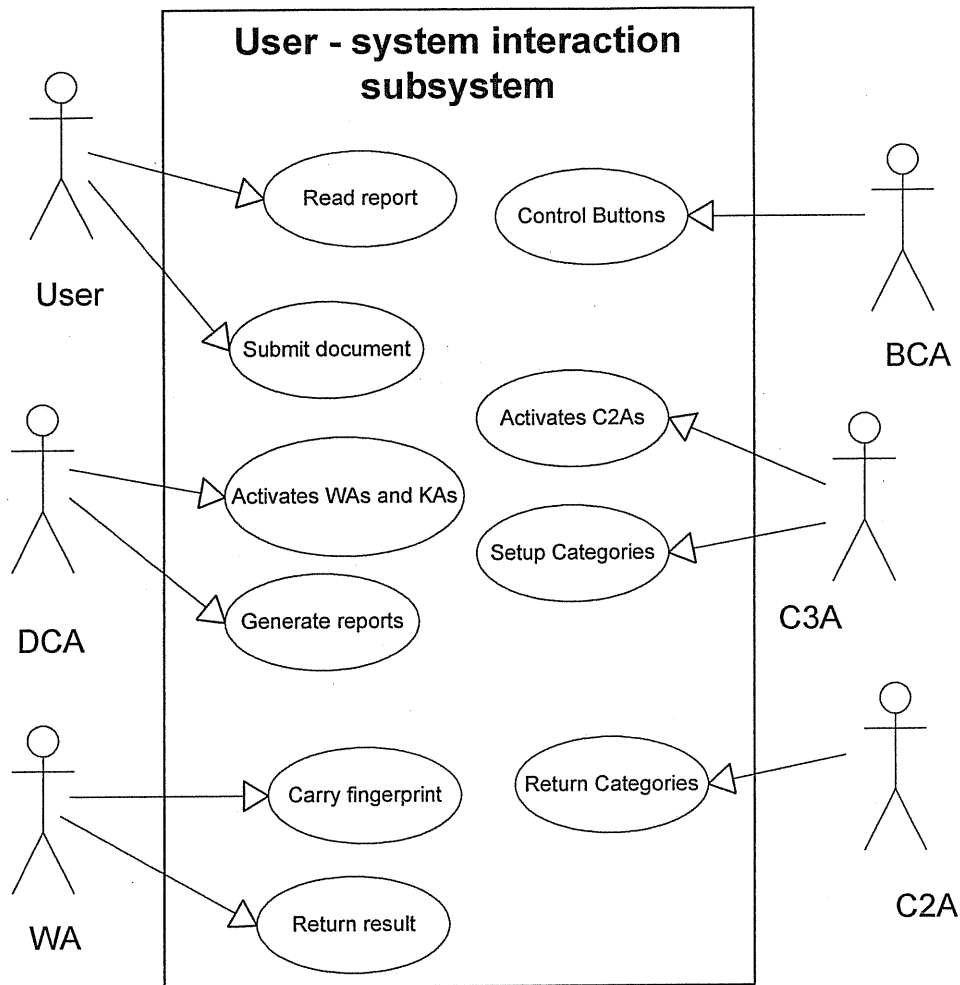 User - system interaction
subsystem
Read report
Control Buttons
User
Submit document
BCA
Activates C2As
Activates WAs and KAs
Setup Categories
Generate reports
DCA
C3A
Carry fingerprint
Return Categories
Return result
WA
C2A